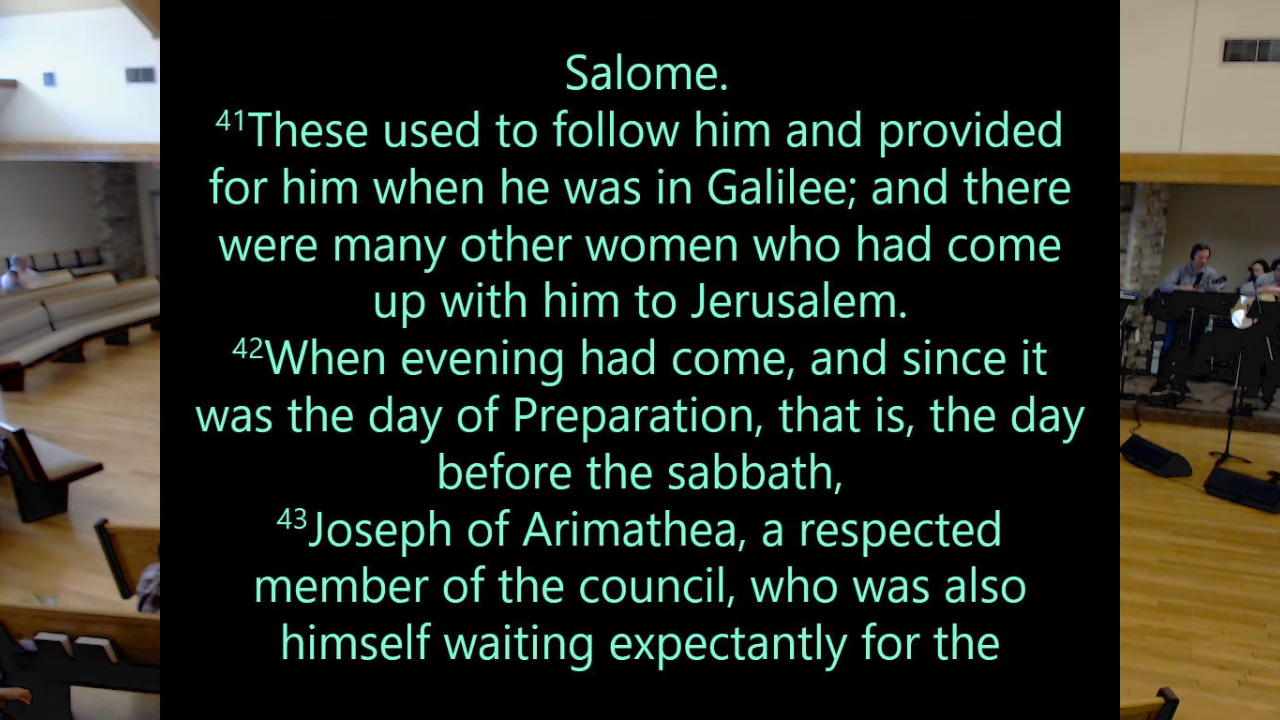 Salome.
⁴¹These used to follow him and provided
for him when he was in Galilee; and there
were many other women who had come
up with him to Jerusalem.
⁴²When evening had come, and since it
was the day of Preparation, that is, the day
before the sabbath,
⁴³Joseph of Arimathea, a respected
member of the council, who was also
himself waiting expectantly for the